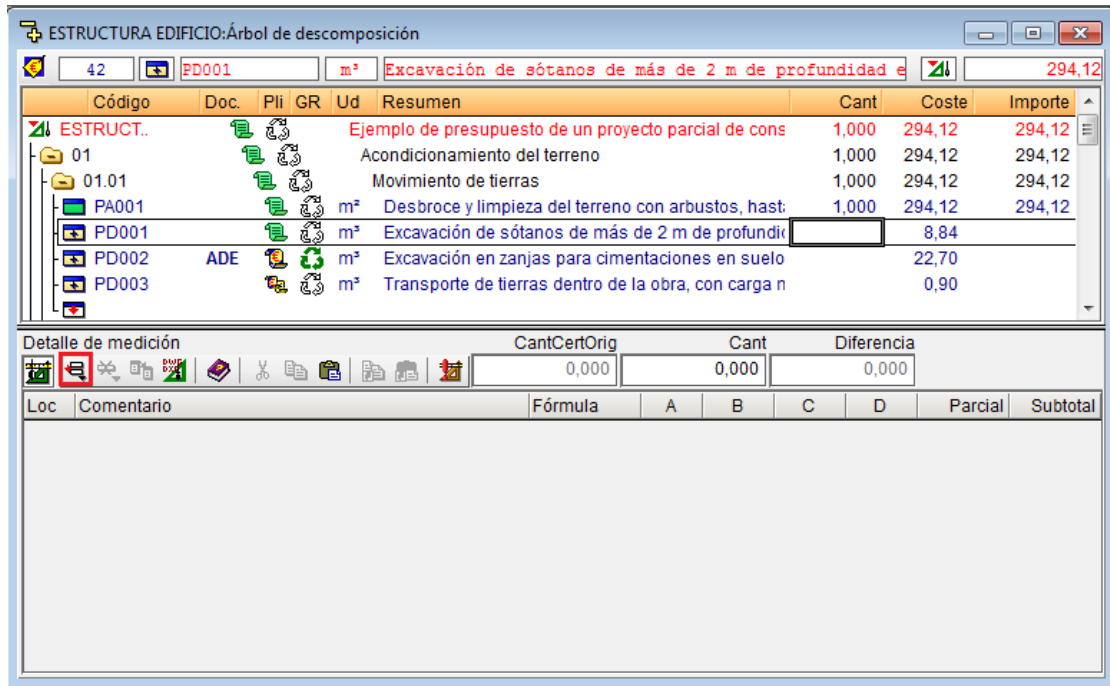 ESTRUCTURA EDIFICIO:Árbol de descomposición
42 PD001 m³ Excavación de sótanos de más de 2 m de profundidad e 294,12
Código Doc. Pli GR Ud Resumen Cant Coste Importe
ESTRUCT.. Ejemplo de presupuesto de un proyecto parcial de cons 1,000 294,12 294,12
01 Acondicionamiento del terreno 1,000 294,12 294,12
01.01 Movimiento de tierras 1,000 294,12 294,12
PA001 m² Desbroce y limpieza del terreno con arbustos, hast 1,000 294,12 294,12
PD001 m³ Excavación de sótanos de más de 2 m de profundi 8,84
PD002 ADE m³ Excavación en zanjas para cimentaciones en suelo 22,70
PD003 m³ Transporte de tierras dentro de la obra, con carga n 0,90
Detalle de medición CantCertOrig Cant Diferencia
DWF 0,000 0,000 0,000
Loc Comentario Fórmula A B C D Parcial Subtotal